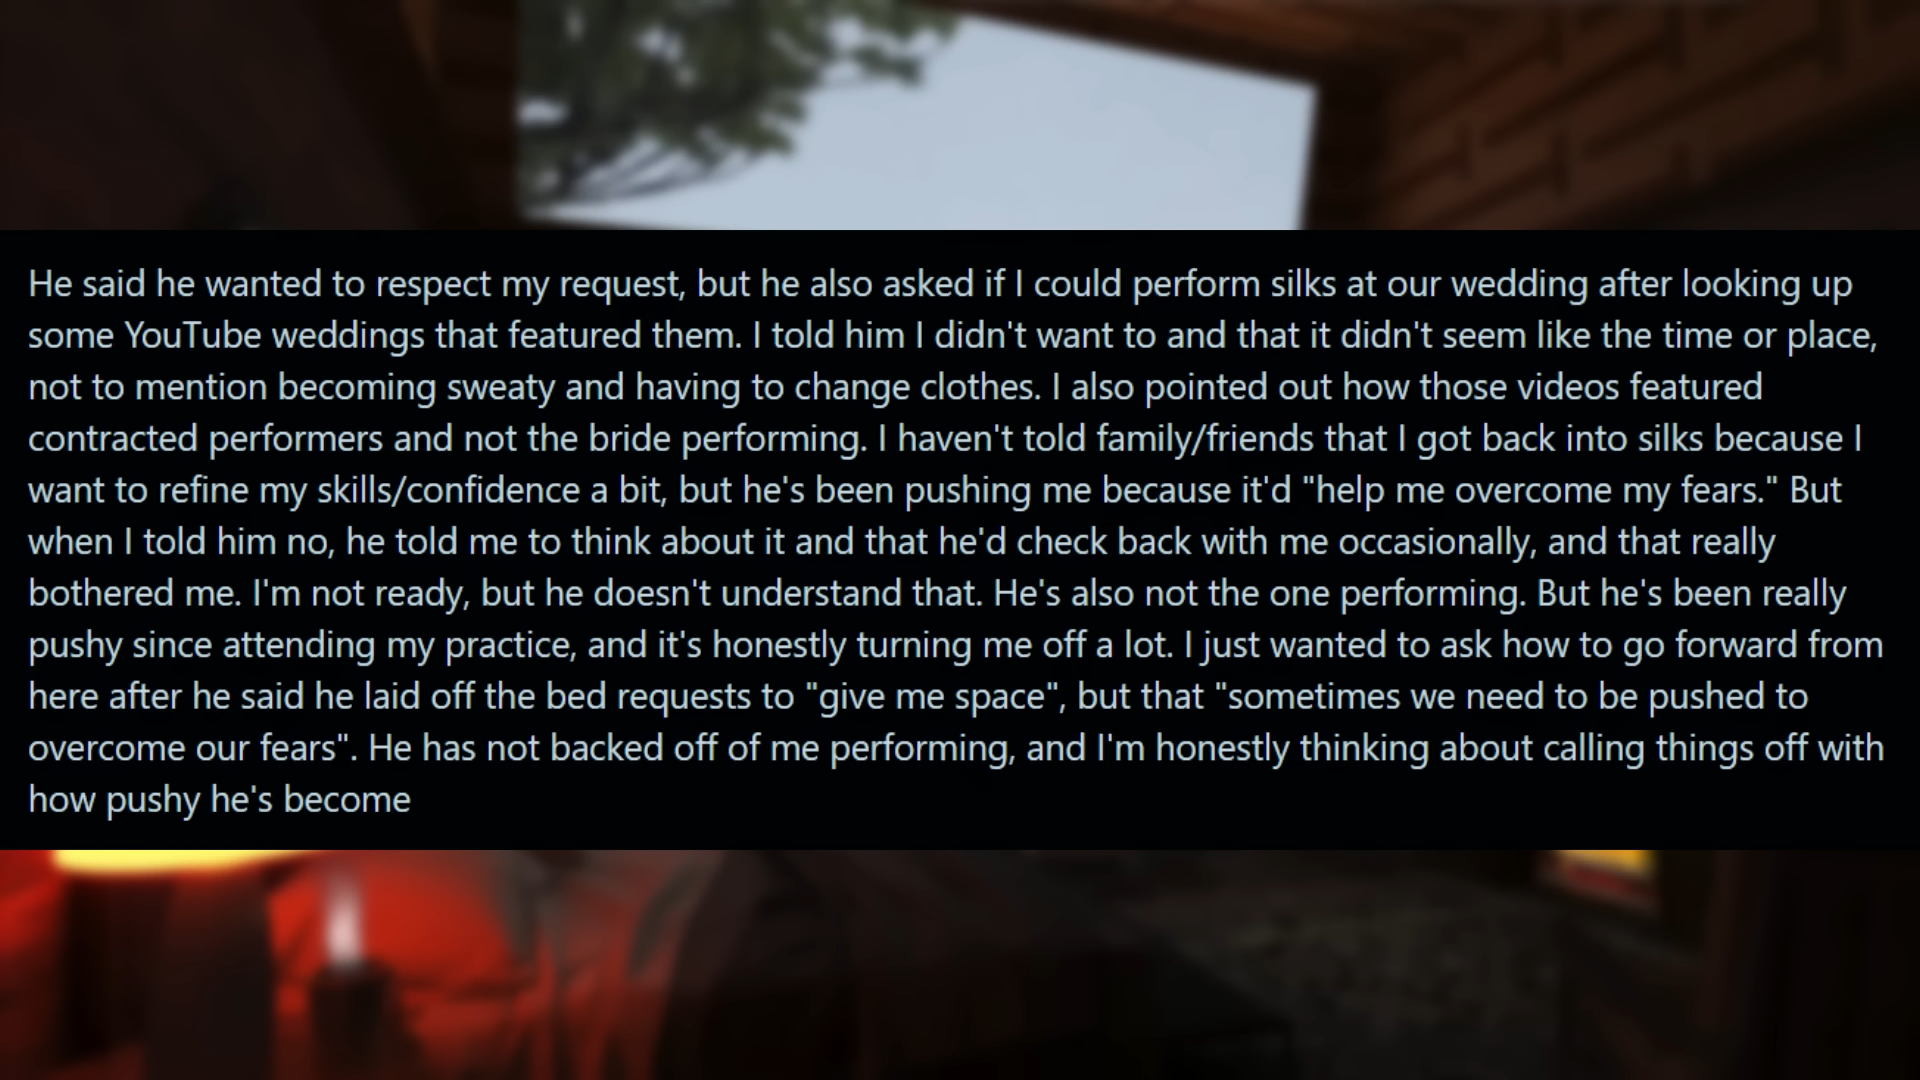 He said he wanted to respect my request, but he also asked if I could perform silks at our wedding after looking up
some YouTube weddings that featured them. I told him I didn't want to and that it didn't seem like the time or place,
not to mention becoming sweaty and having to change clothes. I also pointed out how those videos featured
contracted performers and not the bride performing. I haven't told family/friends that I got back into silks because I
want to refine my skills/confidence a bit, but he's been pushing me because it'd "help me overcome my fears." But
when I told him no, he told me to think about it and that he'd check back with me occasionally, and that really
bothered me. I'm not ready, but he doesn't understand that. He's also not the one performing. But he's been really
pushy since attending my practice, and it's honestly turning me off a lot. I just wanted to ask how to go forward from
here after he said he laid off the bed requests to "give me space", but that "sometimes we need to be pushed to
overcome our fears". He has not backed off of me performing, and I'm honestly thinking about calling things off with
how pushy he's become